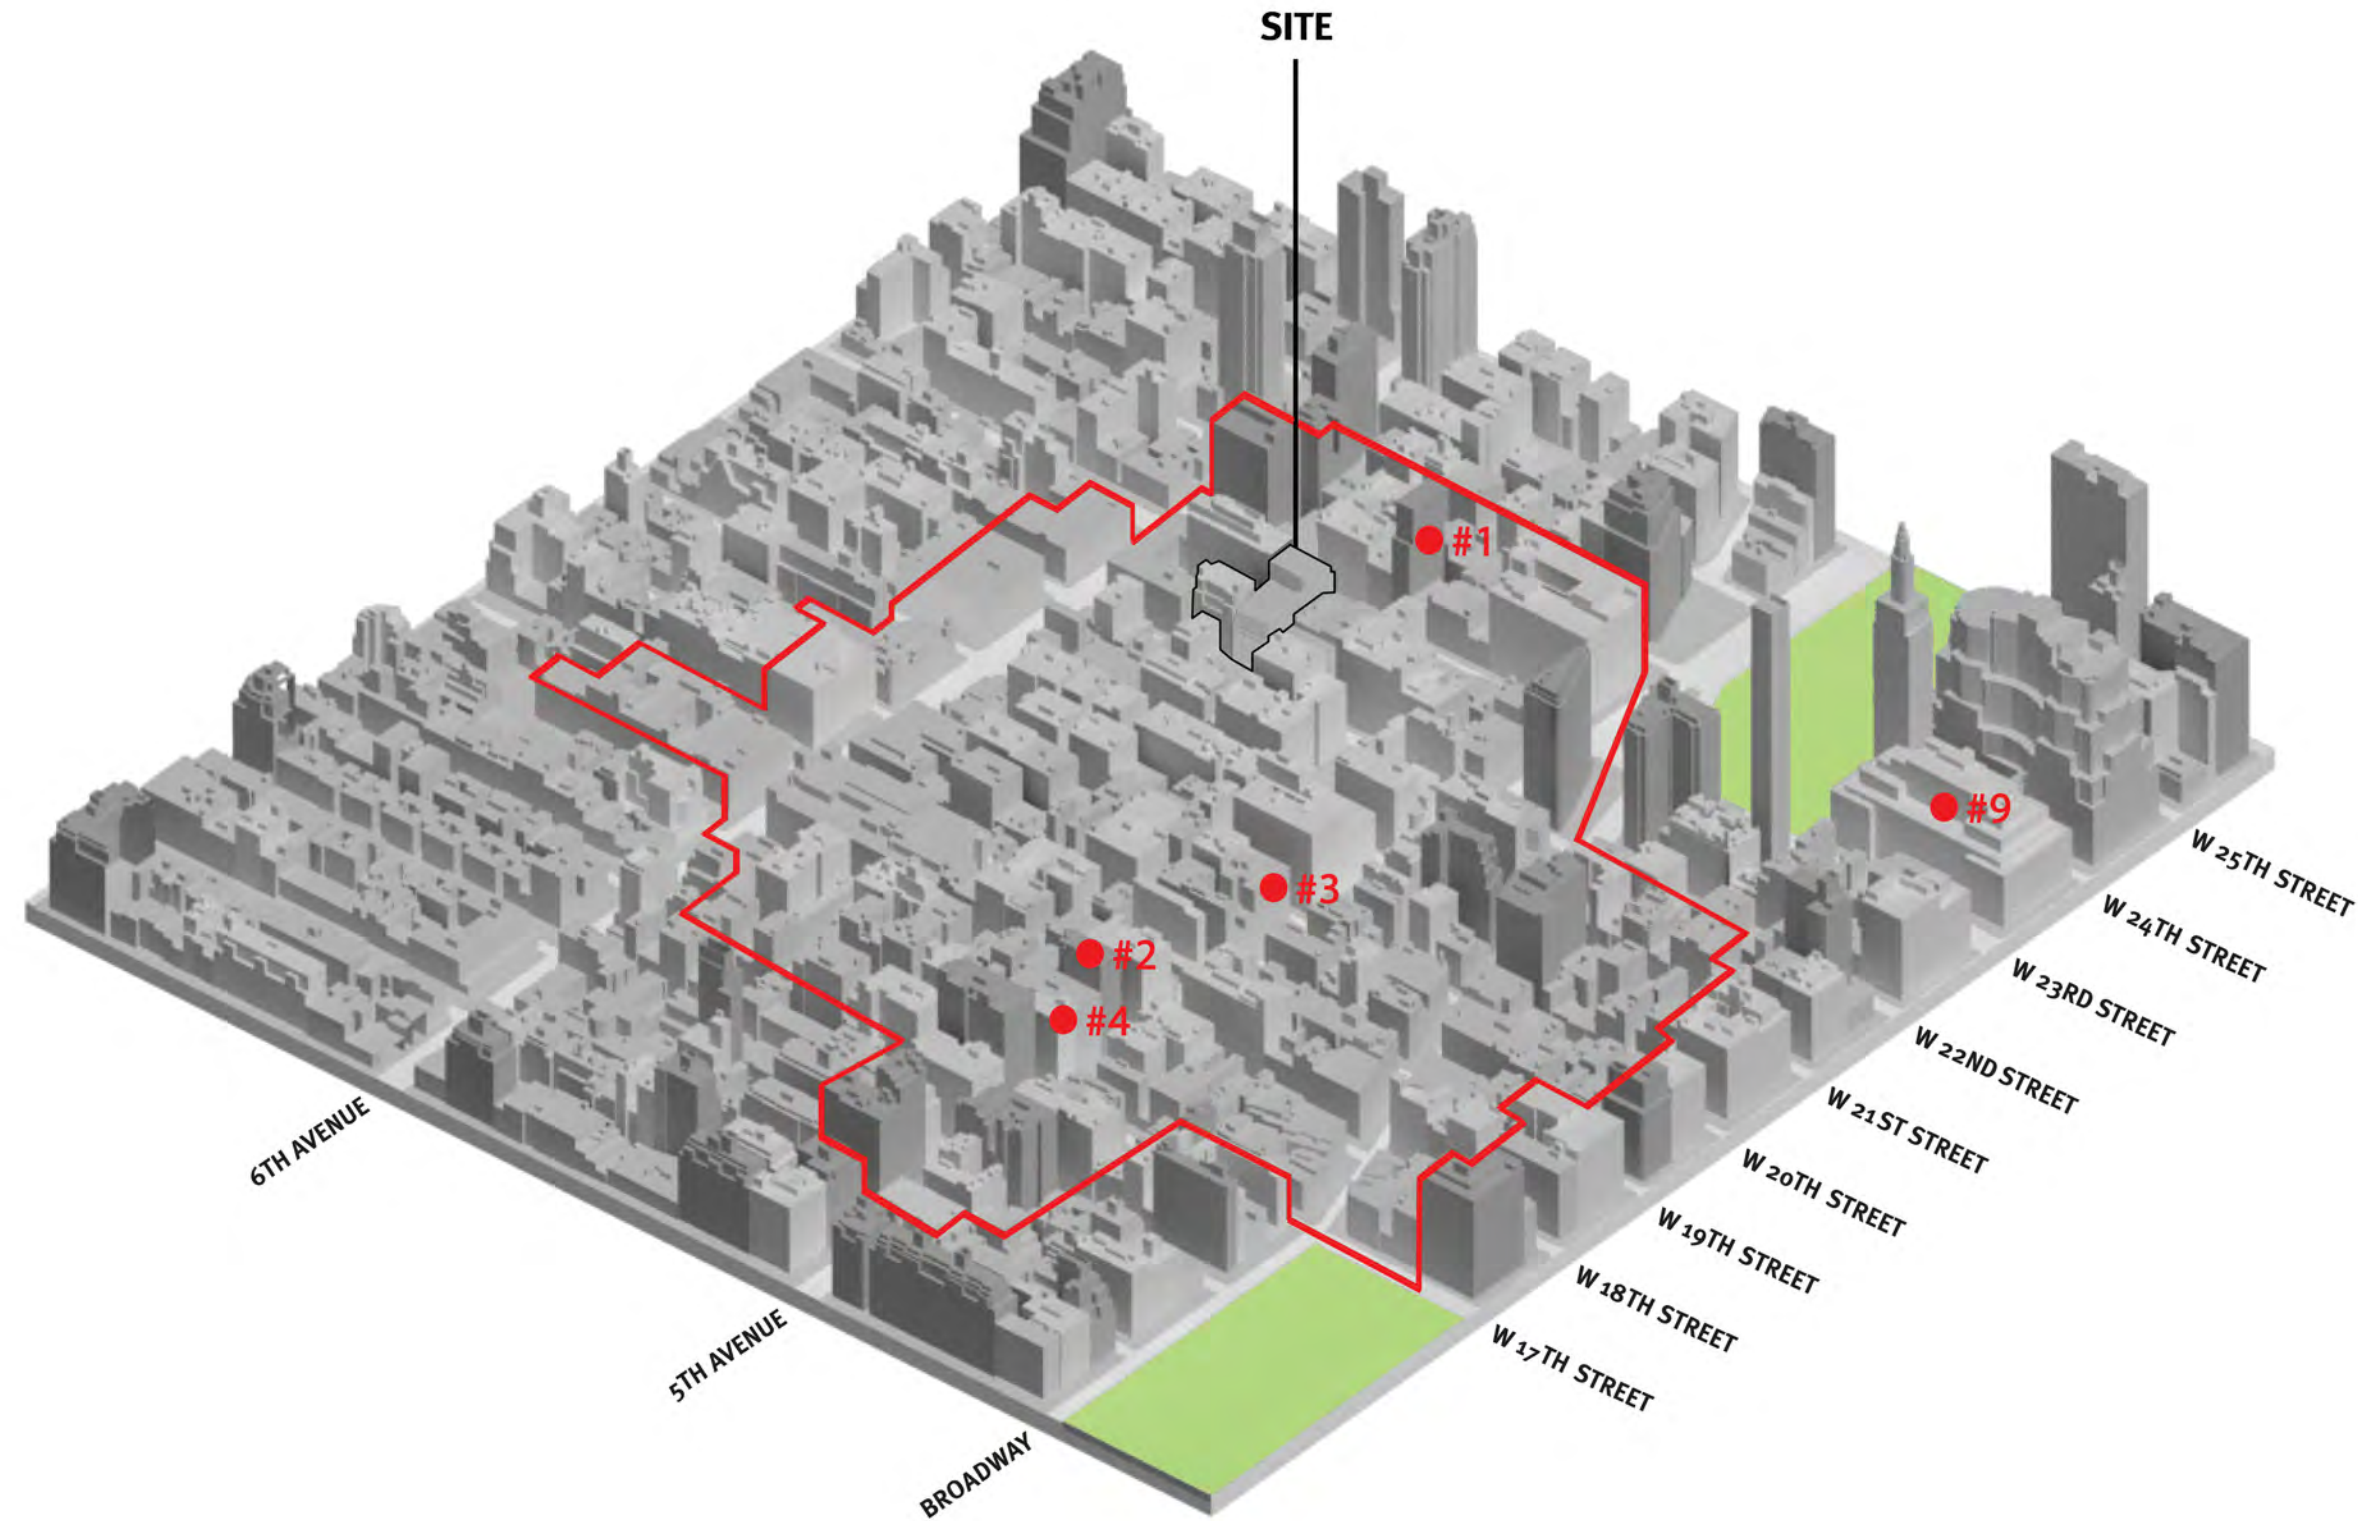 SITE
#1
#9
#3
#2
#4
W 25TH STREET
W 24TH STREET
W 23RD STREET
W 22ND STREET
W 21ST STREET
W 20TH STREET
W 19TH STREET
W 18TH STREET
W 17TH STREET
6TH AVENUE
5TH AVENUE
BROADWAY